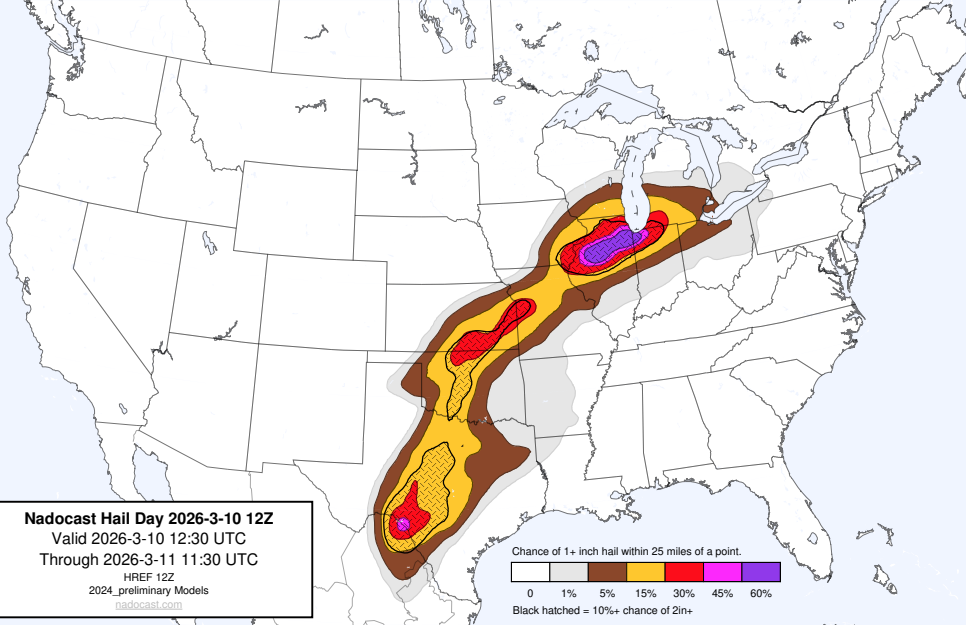 Nadocast Hail Day 2026-3-10 12Z
Valid 2026-3-10 12:30 UTC
Through 2026-3-11 11:30 UTC
HREF 12Z
2024_preliminary Models
nadocast.com
Chance of 1+ inch hail within 25 miles of a point.
0 1% 5% 15% 30% 45% 60%
Black hatched = 10%+ chance of 2in+